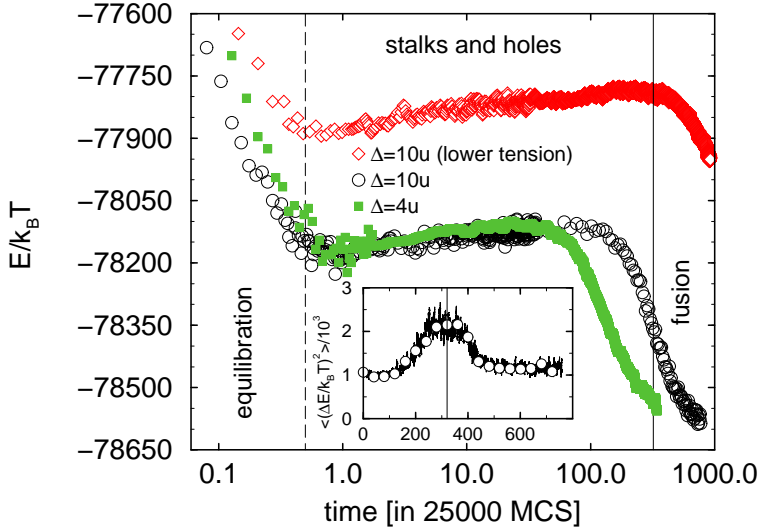 −77600
−77750
−77900
−78050
−78200
−78350
−78500
−78650
E/k_BT
stalks and holes
Δ=10u (lower tension)
Δ=10u
Δ=4u
equilibration
fusion
3
2
1
0
<(ΔE/k_BT)²>/10³
0 200 400 600
0.1 1.0 10.0 100.0 1000.0
time [in 25000 MCS]